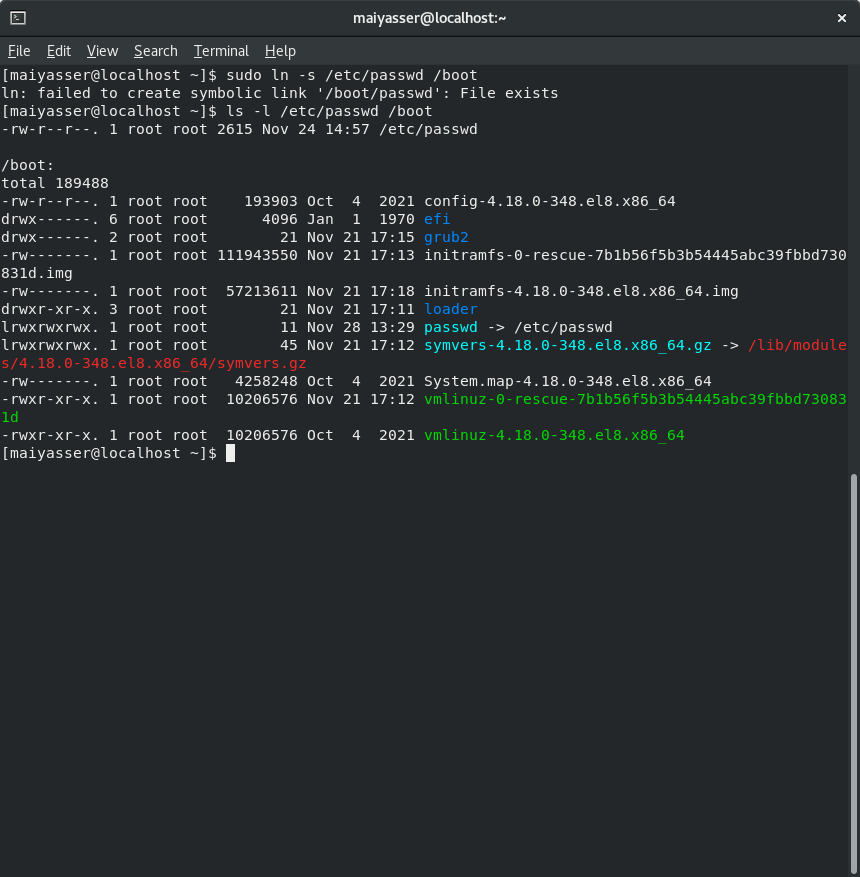 maiyasser@localhost:~
File Edit View Search Terminal Help
[maiyasser@localhost ~]$ sudo ln -s /etc/passwd /boot
ln: failed to create symbolic link '/boot/passwd': File exists
[maiyasser@localhost ~]$ ls -l /etc/passwd /boot
-rw-r--r--. 1 root root 2615 Nov 24 14:57 /etc/passwd

/boot:
total 189488
-rw-r--r--. 1 root root    193903 Oct  4  2021 config-4.18.0-348.el8.x86_64
drwx------. 6 root root      4096 Jan  1  1970 efi
drwx------. 2 root root        21 Nov 21 17:15 grub2
-rw-------. 1 root root 111943550 Nov 21 17:13 initramfs-0-rescue-7b1b56f5b3b54445abc39fbbd730
831d.img
-rw-------. 1 root root  57213611 Nov 21 17:18 initramfs-4.18.0-348.el8.x86_64.img
drwxr-xr-x. 3 root root        21 Nov 21 17:11 loader
lrwxrwxrwx. 1 root root        11 Nov 28 13:29 passwd -> /etc/passwd
lrwxrwxrwx. 1 root root        45 Nov 21 17:12 symvers-4.18.0-348.el8.x86_64.gz -> /lib/module
s/4.18.0-348.el8.x86_64/symvers.gz
-rw-------. 1 root root   4258248 Oct  4  2021 System.map-4.18.0-348.el8.x86_64
-rwxr-xr-x. 1 root root  10206576 Nov 21 17:12 vmlinuz-0-rescue-7b1b56f5b3b54445abc39fbbd73083
1d
-rwxr-xr-x. 1 root root  10206576 Oct  4  2021 vmlinuz-4.18.0-348.el8.x86_64
[maiyasser@localhost ~]$